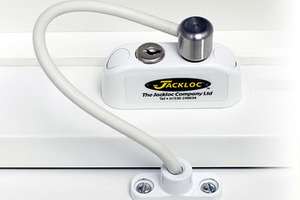 JACKLOC
The Jackloc Company Ltd
Tel • 01530 249034